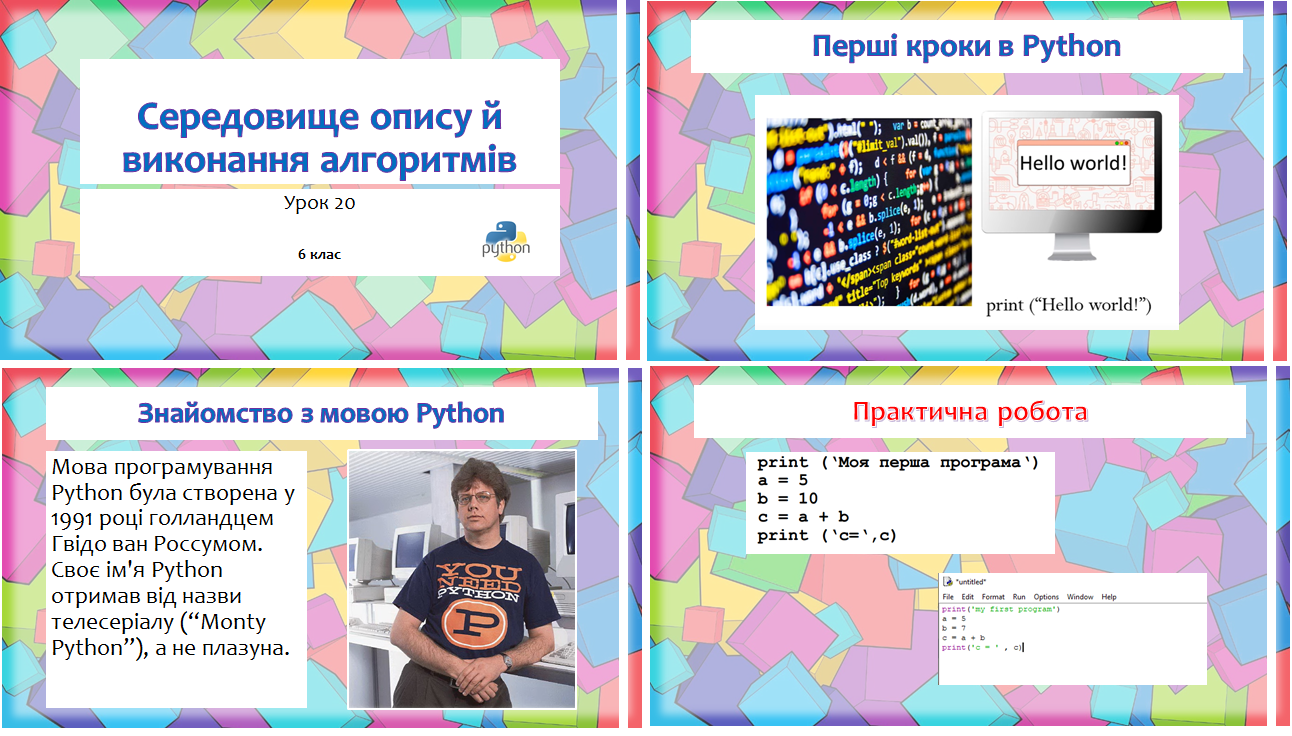 Середовище опису й
виконання алгоритмів
Урок 20
6 клас
python
Перші кроки в Python
Hello world!
print (“Hello world!”)
Знайомство з мовою Python
Мова програмування
Python була створена у
1991 році голландцем
Гвідо ван Россумом.
Своє ім'я Python
отримав від назви
телесеріалу (“Monty
Python”), а не плазуна.
YOU
NEED
PYTHON
P
Практична робота
print (‘Моя перша програма‘)
a = 5
b = 10
c = a + b
print (‘c=‘,c)
*untitled*
File Edit Format Run Options Window Help
print('my first program')
a = 5
b = 7
c = a + b
print('c = ' , c)